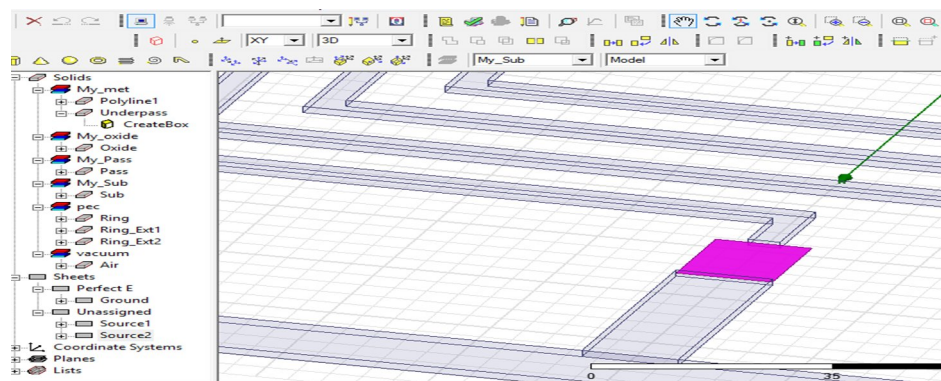 XY
3D
My_Sub
Model
Solids
My_met
Polyline1
Underpass
CreateBox
My_oxide
Oxide
My_Pass
Pass
My_Sub
Sub
pec
Ring
Ring_Ext1
Ring_Ext2
vacuum
Air
Sheets
Perfect E
Ground
Unassigned
Source1
Source2
Coordinate Systems
Planes
Lists
0
35